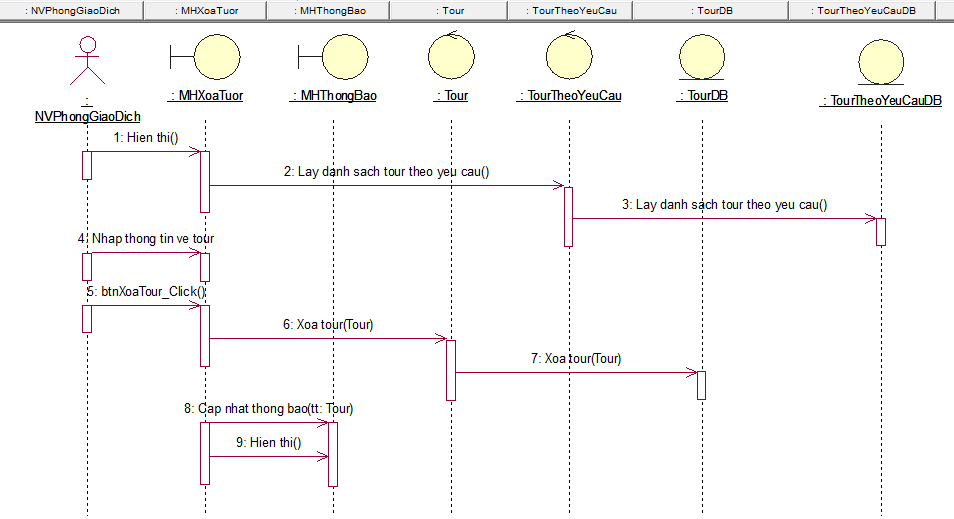 : NVPhongGiaoDich : MHXoaTuor : MHThongBao : Tour : TourTheoYeuCau : TourDB : TourTheoYeuCauDB
:
NVPhongGiaoDich
: MHXoaTuor
: MHThongBao
: Tour
: TourTheoYeuCau
: TourDB
: TourTheoYeuCauDB
1: Hien thi()
2: Lay danh sach tour theo yeu cau()
3: Lay danh sach tour theo yeu cau()
4: Nhap thong tin ve tour
5: btnXoaTour_Click()
6: Xoa tour(Tour)
7: Xoa tour(Tour)
8: Cap nhat thong bao(tt: Tour)
9: Hien thi()